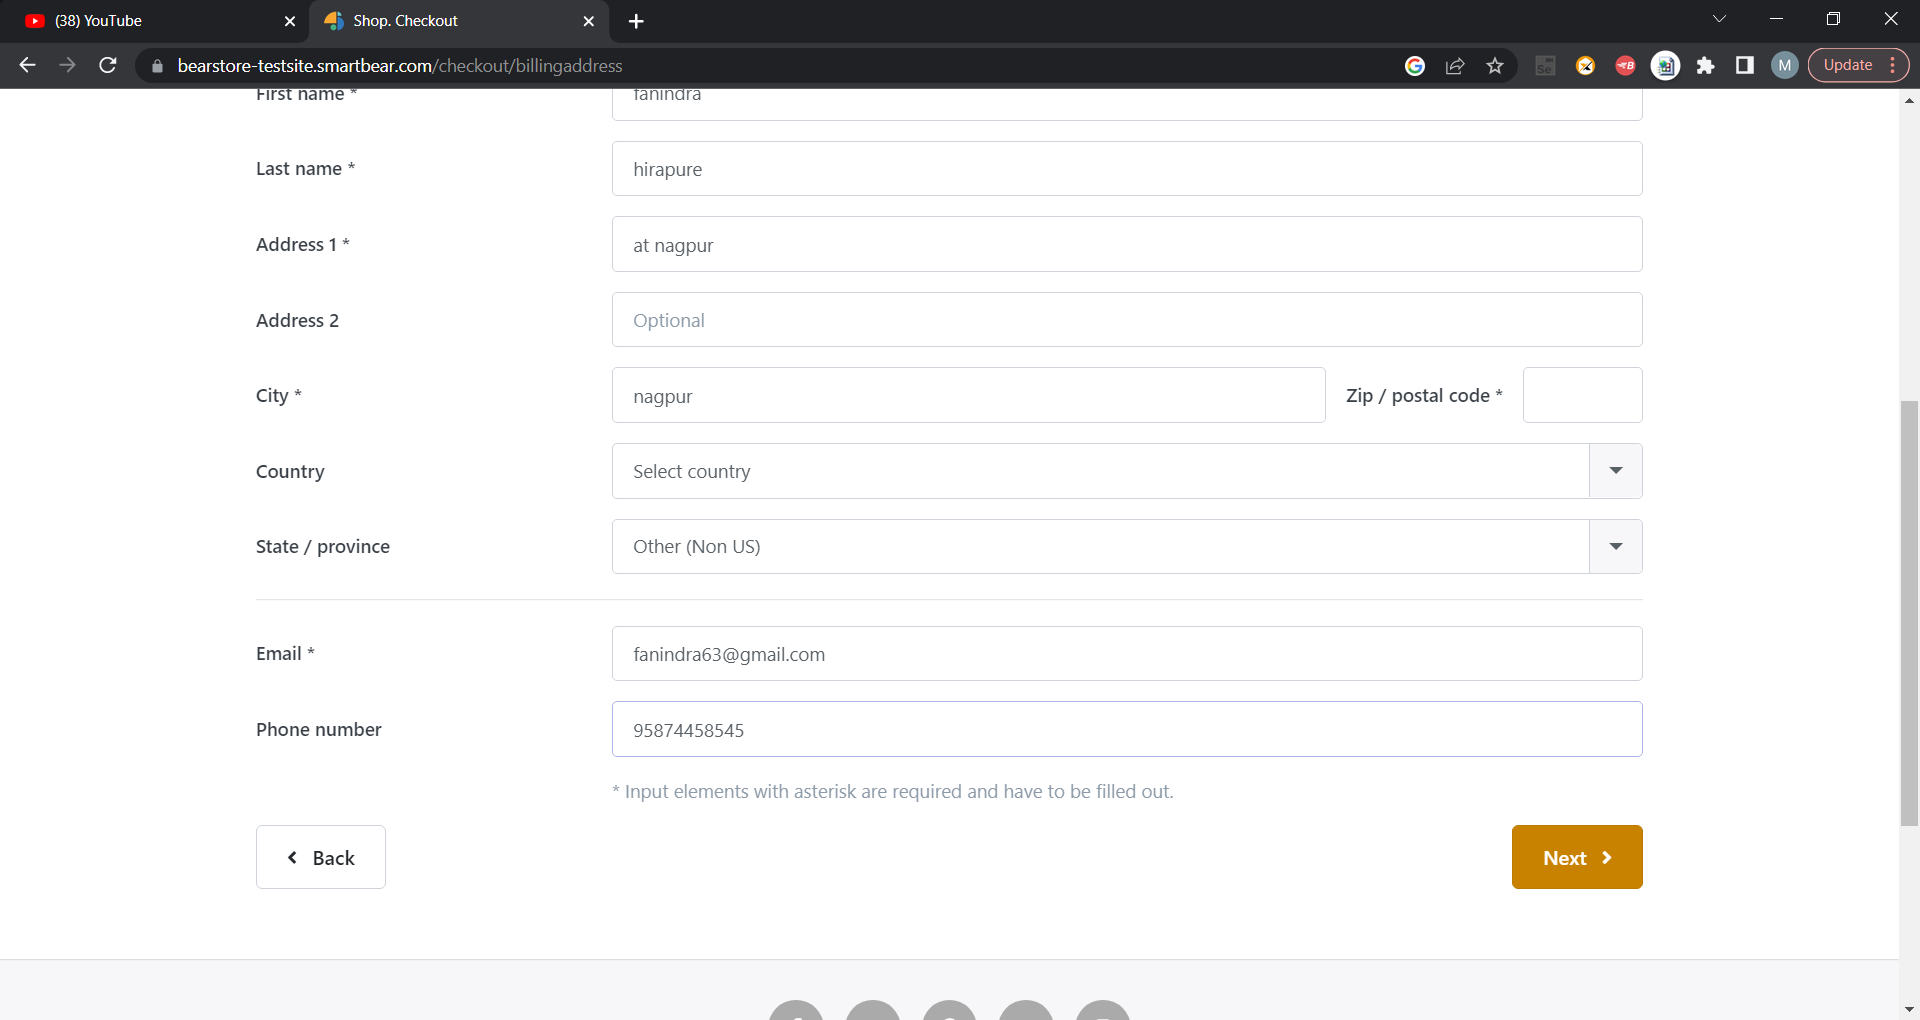 (38) YouTube
Shop. Checkout
bearstore-testsite.smartbear.com/checkout/billingaddress
Se
B
M
Update
First name *
fanindra
Last name *
hirapure
Address 1 *
at nagpur
Address 2
Optional
City *
nagpur
Zip / postal code *
Country
Select country
State / province
Other (Non US)
Email *
fanindra63@gmail.com
Phone number
95874458545
* Input elements with asterisk are required and have to be filled out.
Back
Next